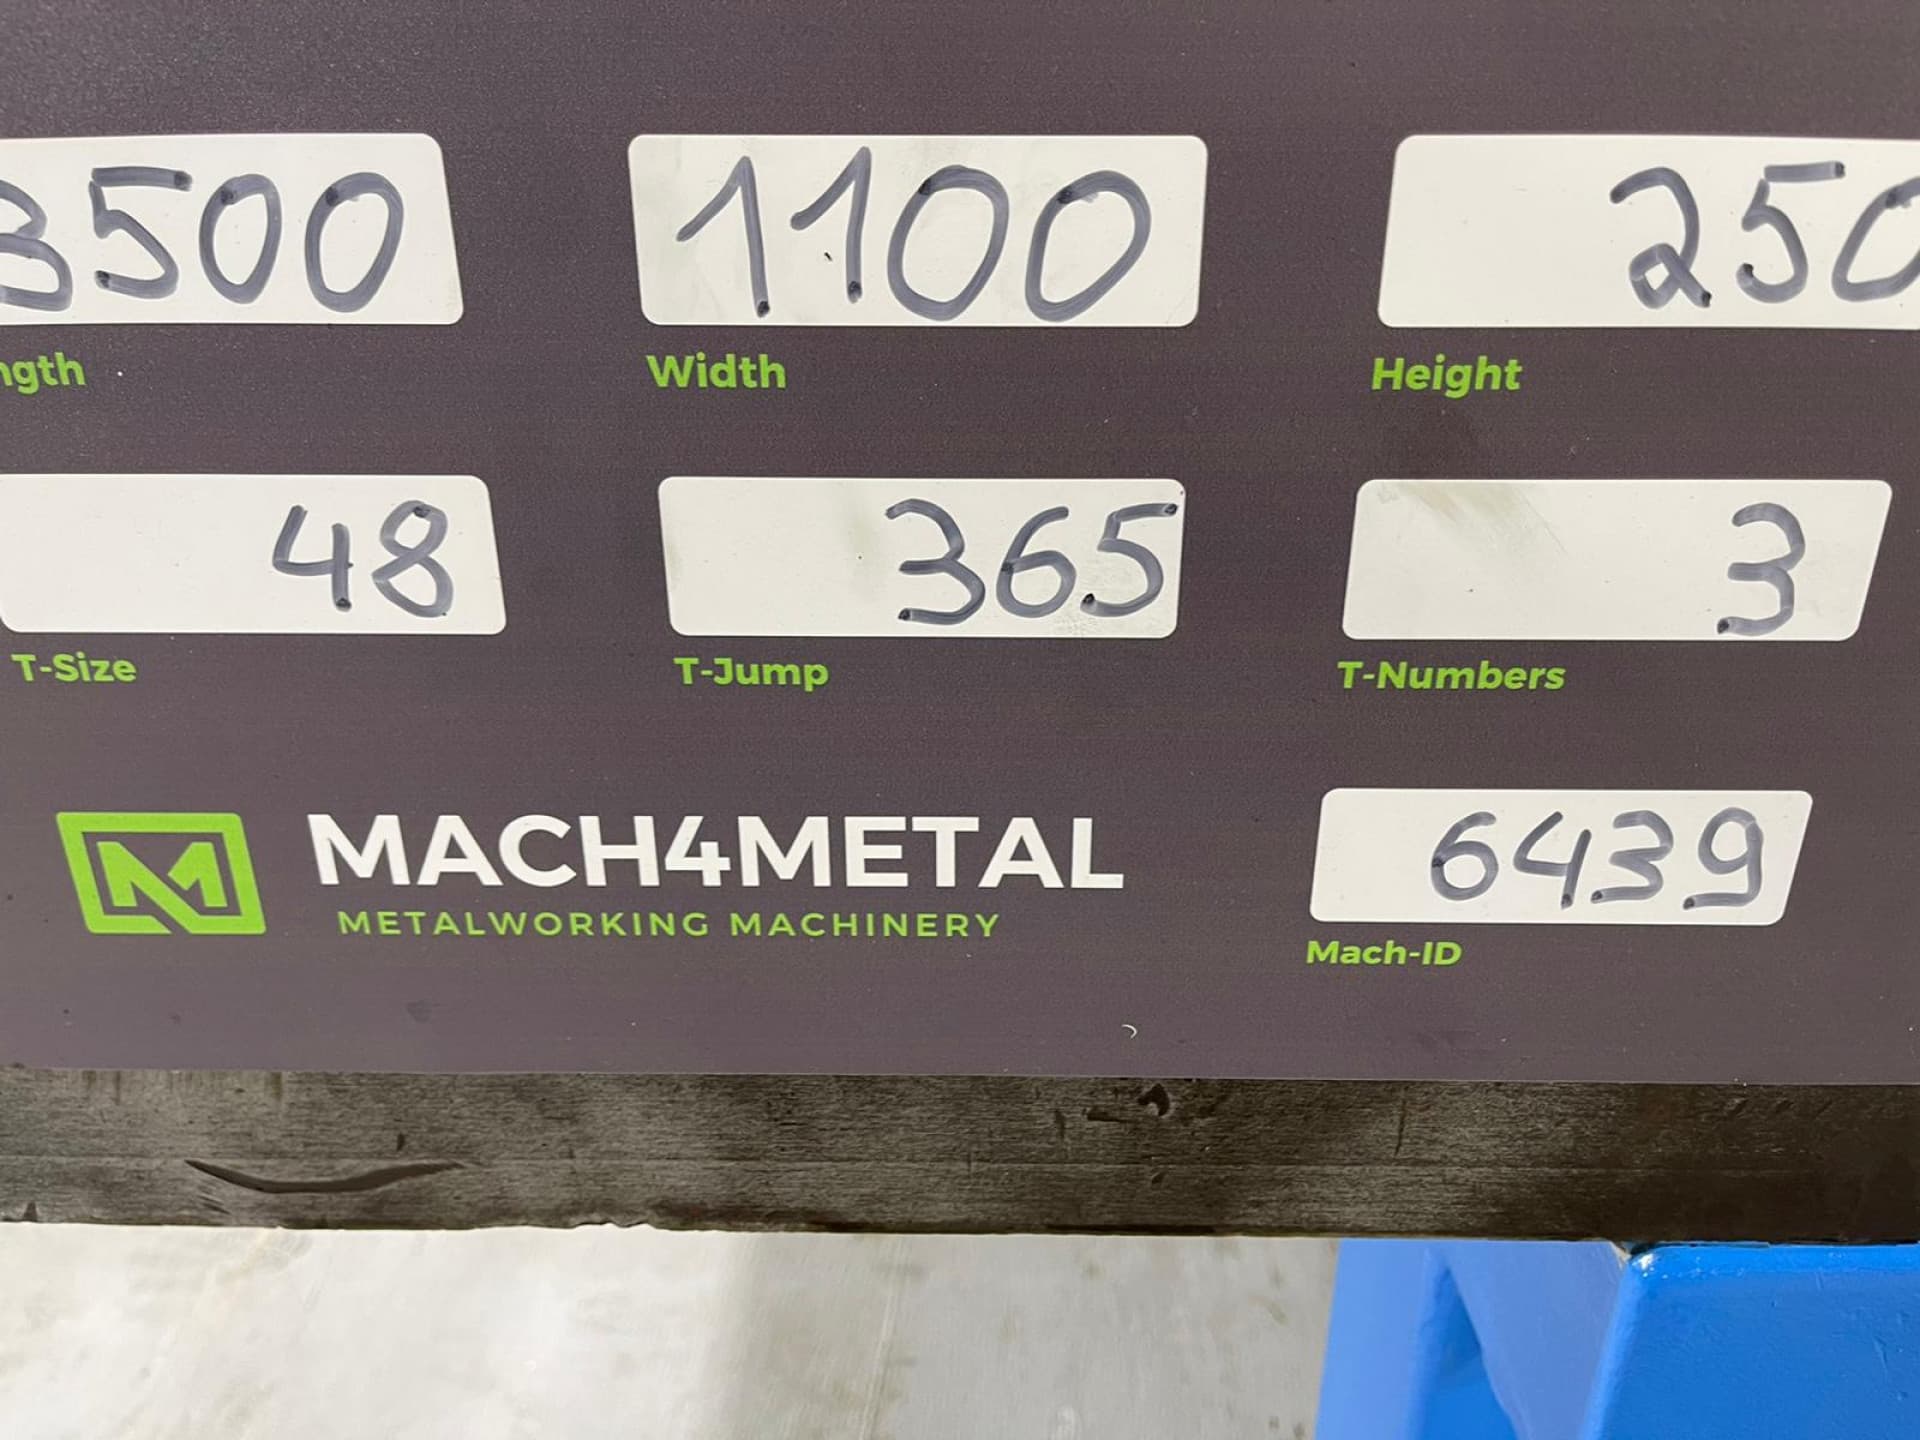 3500 1100 250
ngth Width Height
48 365 3
T-Size T-Jump T-Numbers
MACH4METAL 6439
METALWORKING MACHINERY
Mach-ID